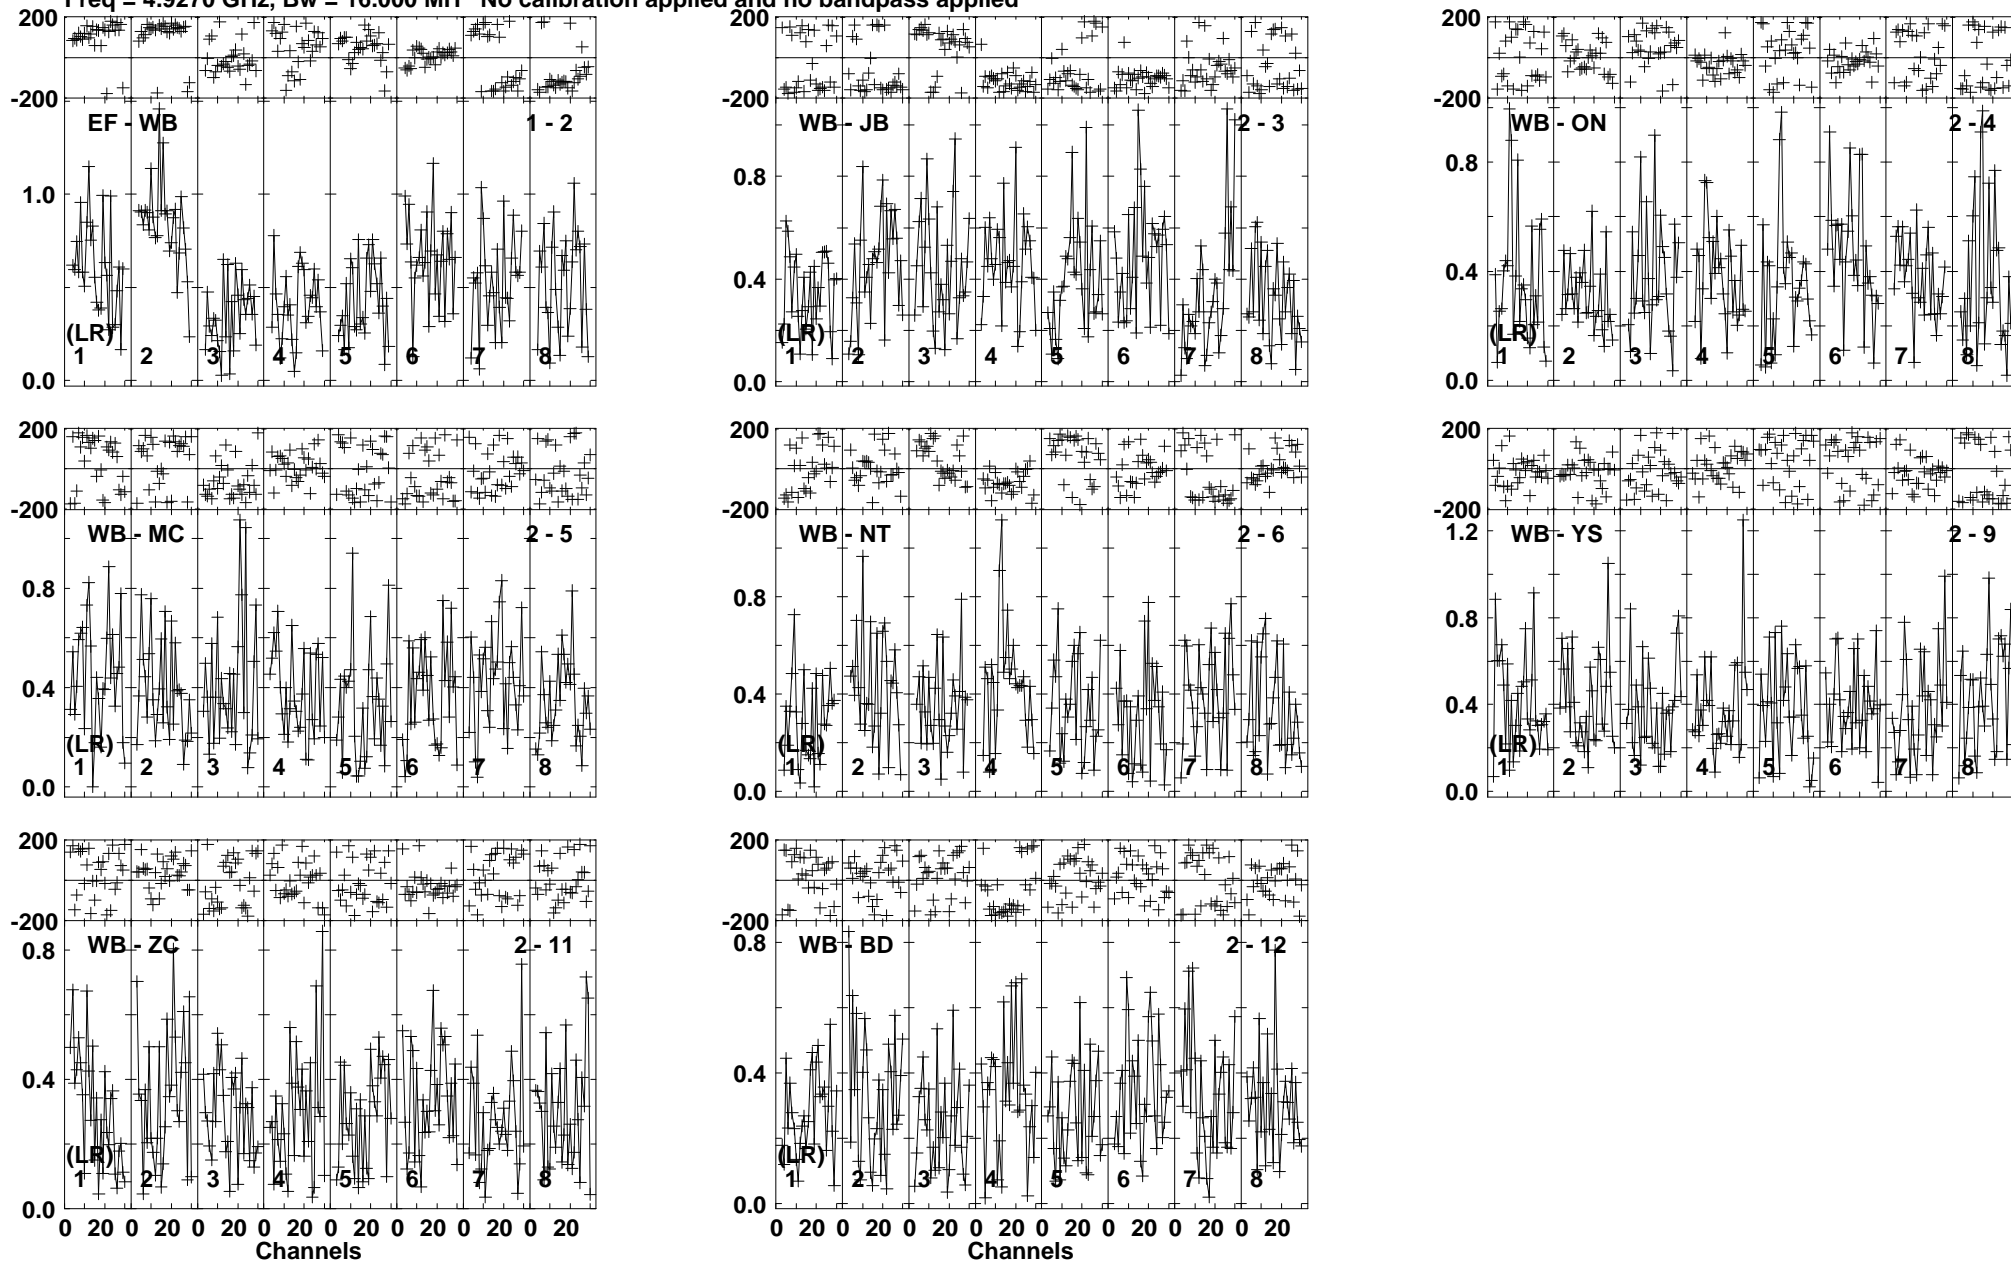 Freq = 4.9270 GHz, Bw = 16.000 MH No calibration applied and no bandpass applied
200 200 200
-200 -200 -200
EF - WB 1 - 2 WB - JB 2 - 3 WB - ON 2 - 4
1.0 0.8 0.8
0.4 0.4
(LR) (LR) (LR)
1 2 3 4 5 6 7 8 1 2 3 4 5 6 7 8 1 2 3 4 5 6 7 8
0.0 0.0 0.0
200 200 200
-200 -200 -200
WB - MC 2 - 5 WB - NT 2 - 6 1.2 WB - YS 2 - 9
0.8 0.8 0.8
0.4 0.4 0.4
(LR) (LR) (LR)
1 2 3 4 5 6 7 8 1 2 3 4 5 6 7 8 1 2 3 4 5 6 7 8
0.0 0.0 0.0
200 200
-200 -200
WB - ZC 2 - 11 WB - BD 2 - 12
0.8 0.8
0.4 0.4
(LR) (LR)
1 2 3 4 5 6 7 8 1 2 3 4 5 6 7 8
0.0 0.0
0 20 0 20 0 20 0 20 0 20 0 20 0 20 0 20 0 20 0 20 0 20 0 20 0 20 0 20 0 20 0 20
Channels Channels